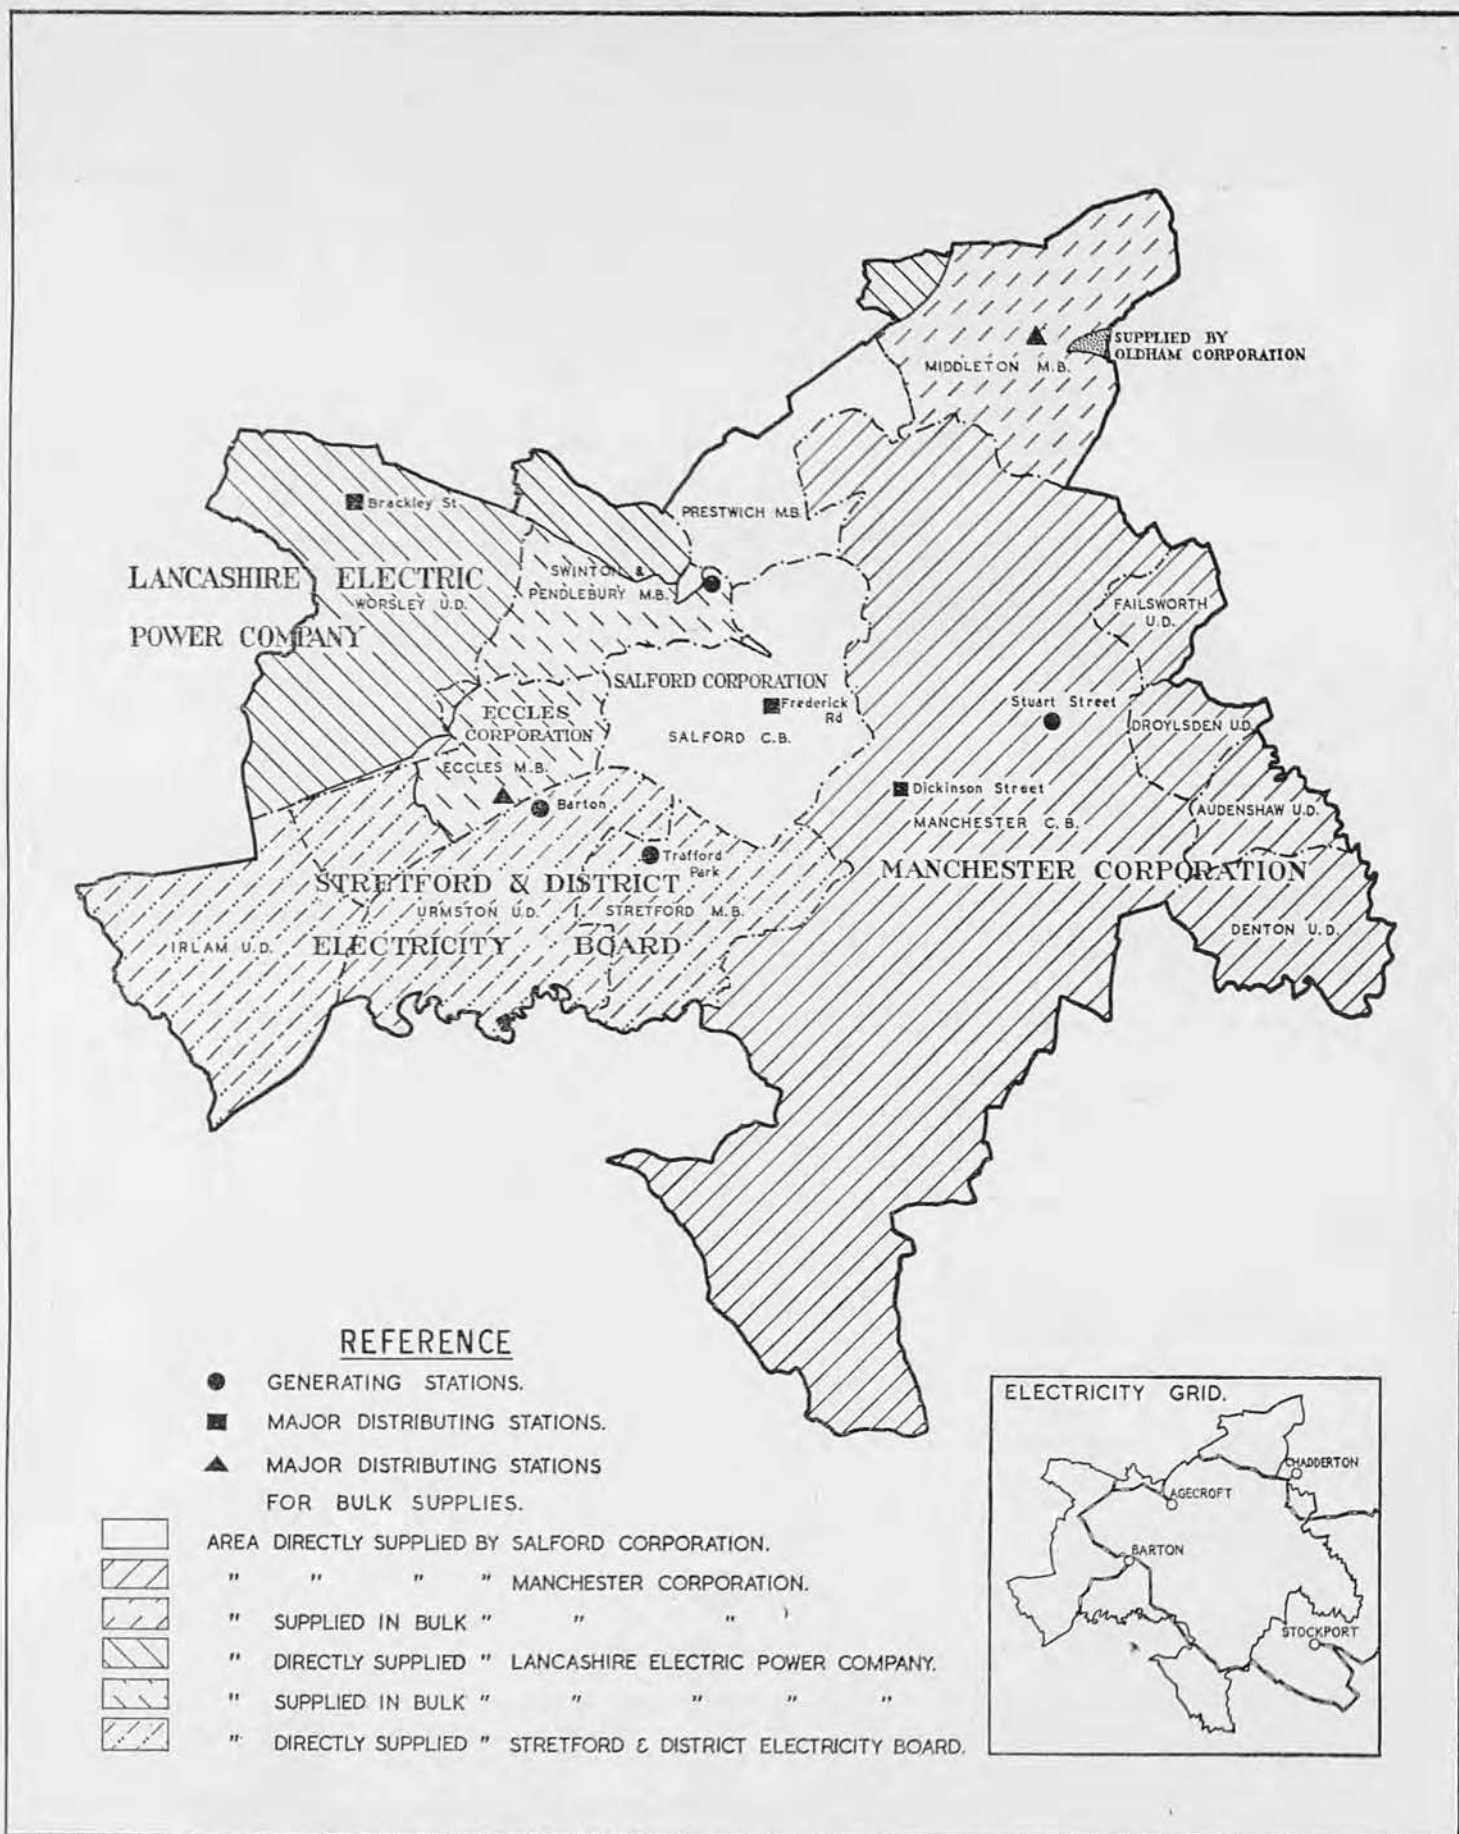 SUPPLIED BY
OLDHAM CORPORATION
MIDDLETON M.B.
Brackley St.
PRESTWICH M.B.
LANCASHIRE ELECTRIC
POWER COMPANY
WORSLEY U.D.
SWINTON &
PENDLEBURY M.B.
FAILSWORTH
U.D.
SALFORD CORPORATION
Frederick
Rd
SALFORD C.B.
ECCLES
CORPORATION
ECCLES M.B.
Stuart Street
DROYLSDEN U.D.
Barton
Dickinson Street
MANCHESTER C.B.
AUDENSHAW U.D.
Trafford
Park
MANCHESTER CORPORATION
STRETFORD & DISTRICT
URMSTON U.D.
STRETFORD M.B.
IRLAM U.D.
ELECTRICITY BOARD
DENTON U.D.
REFERENCE
GENERATING STATIONS.
MAJOR DISTRIBUTING STATIONS.
MAJOR DISTRIBUTING STATIONS
FOR BULK SUPPLIES.
AREA DIRECTLY SUPPLIED BY SALFORD CORPORATION.
" " " " MANCHESTER CORPORATION.
" SUPPLIED IN BULK " " "
" DIRECTLY SUPPLIED " LANCASHIRE ELECTRIC POWER COMPANY.
" SUPPLIED IN BULK " " " " "
" DIRECTLY SUPPLIED " STRETFORD & DISTRICT ELECTRICITY BOARD.
ELECTRICITY GRID.
CHADDERTON
AGECROFT
BARTON
STOCKPORT